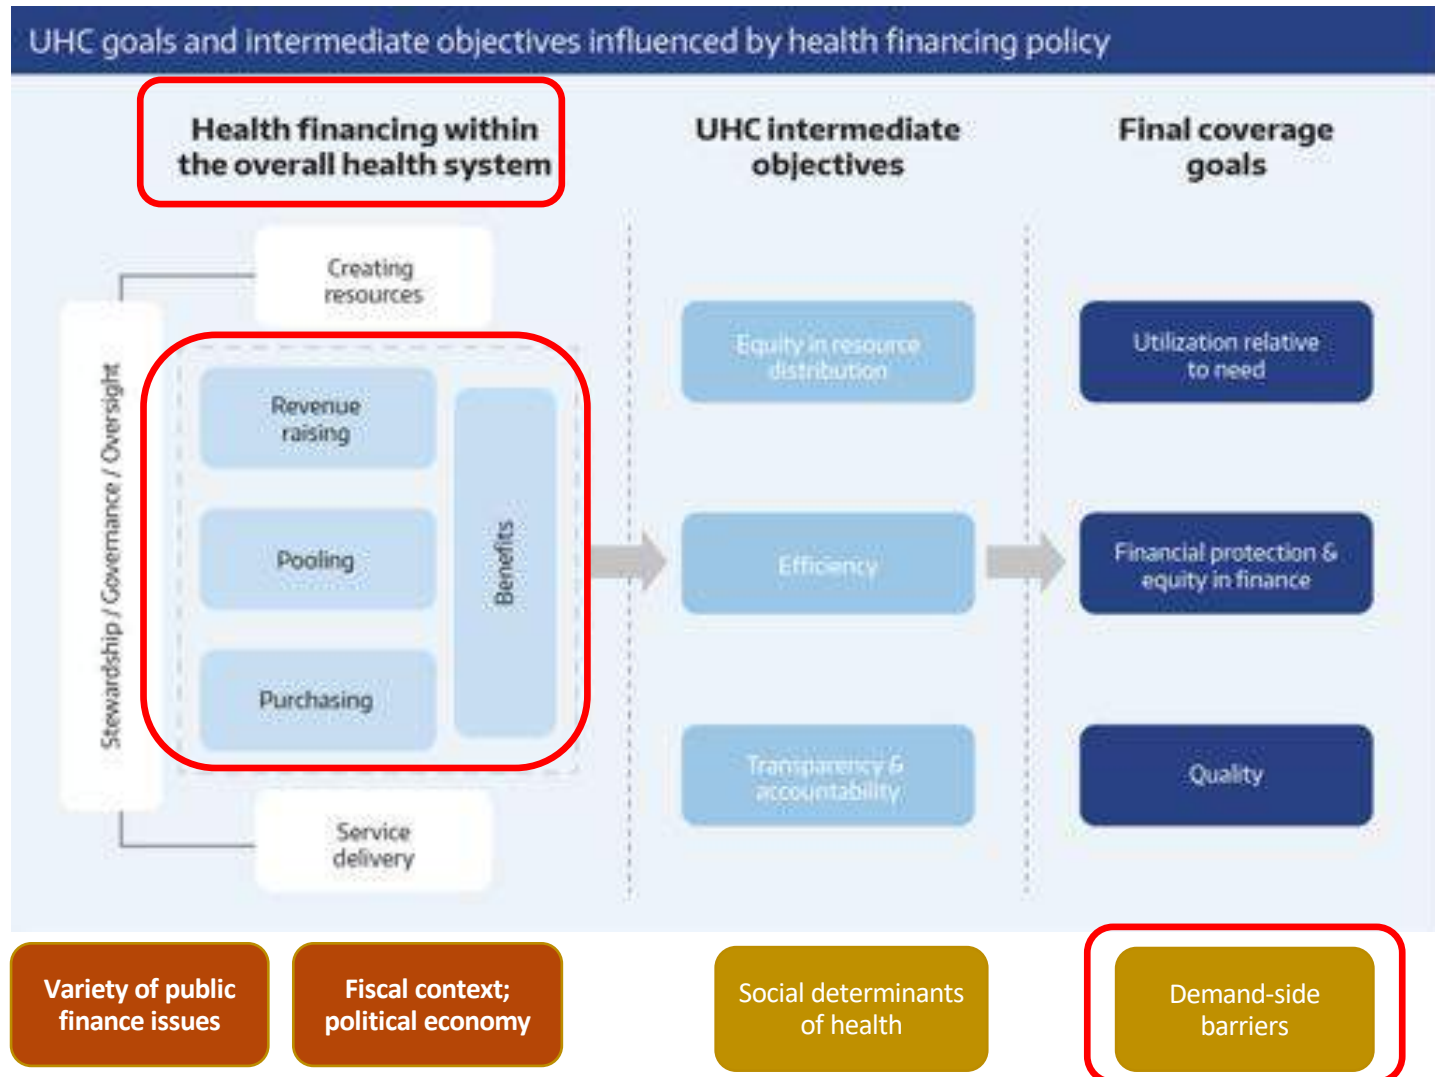 UHC goals and intermediate objectives influenced by health financing policy
Health financing within
the overall health system
UHC intermediate
objectives
Final coverage
goals
Creating
resources
Stewardship / Governance / Oversight
Revenue
raising
Pooling
Purchasing
Benefits
Service
delivery
Equity in resource
distribution
Efficiency
Transparency &
accountability
Utilization relative
to need
Financial protection &
equity in finance
Quality
Variety of public
finance issues
Fiscal context;
political economy
Social determinants
of health
Demand-side
barriers